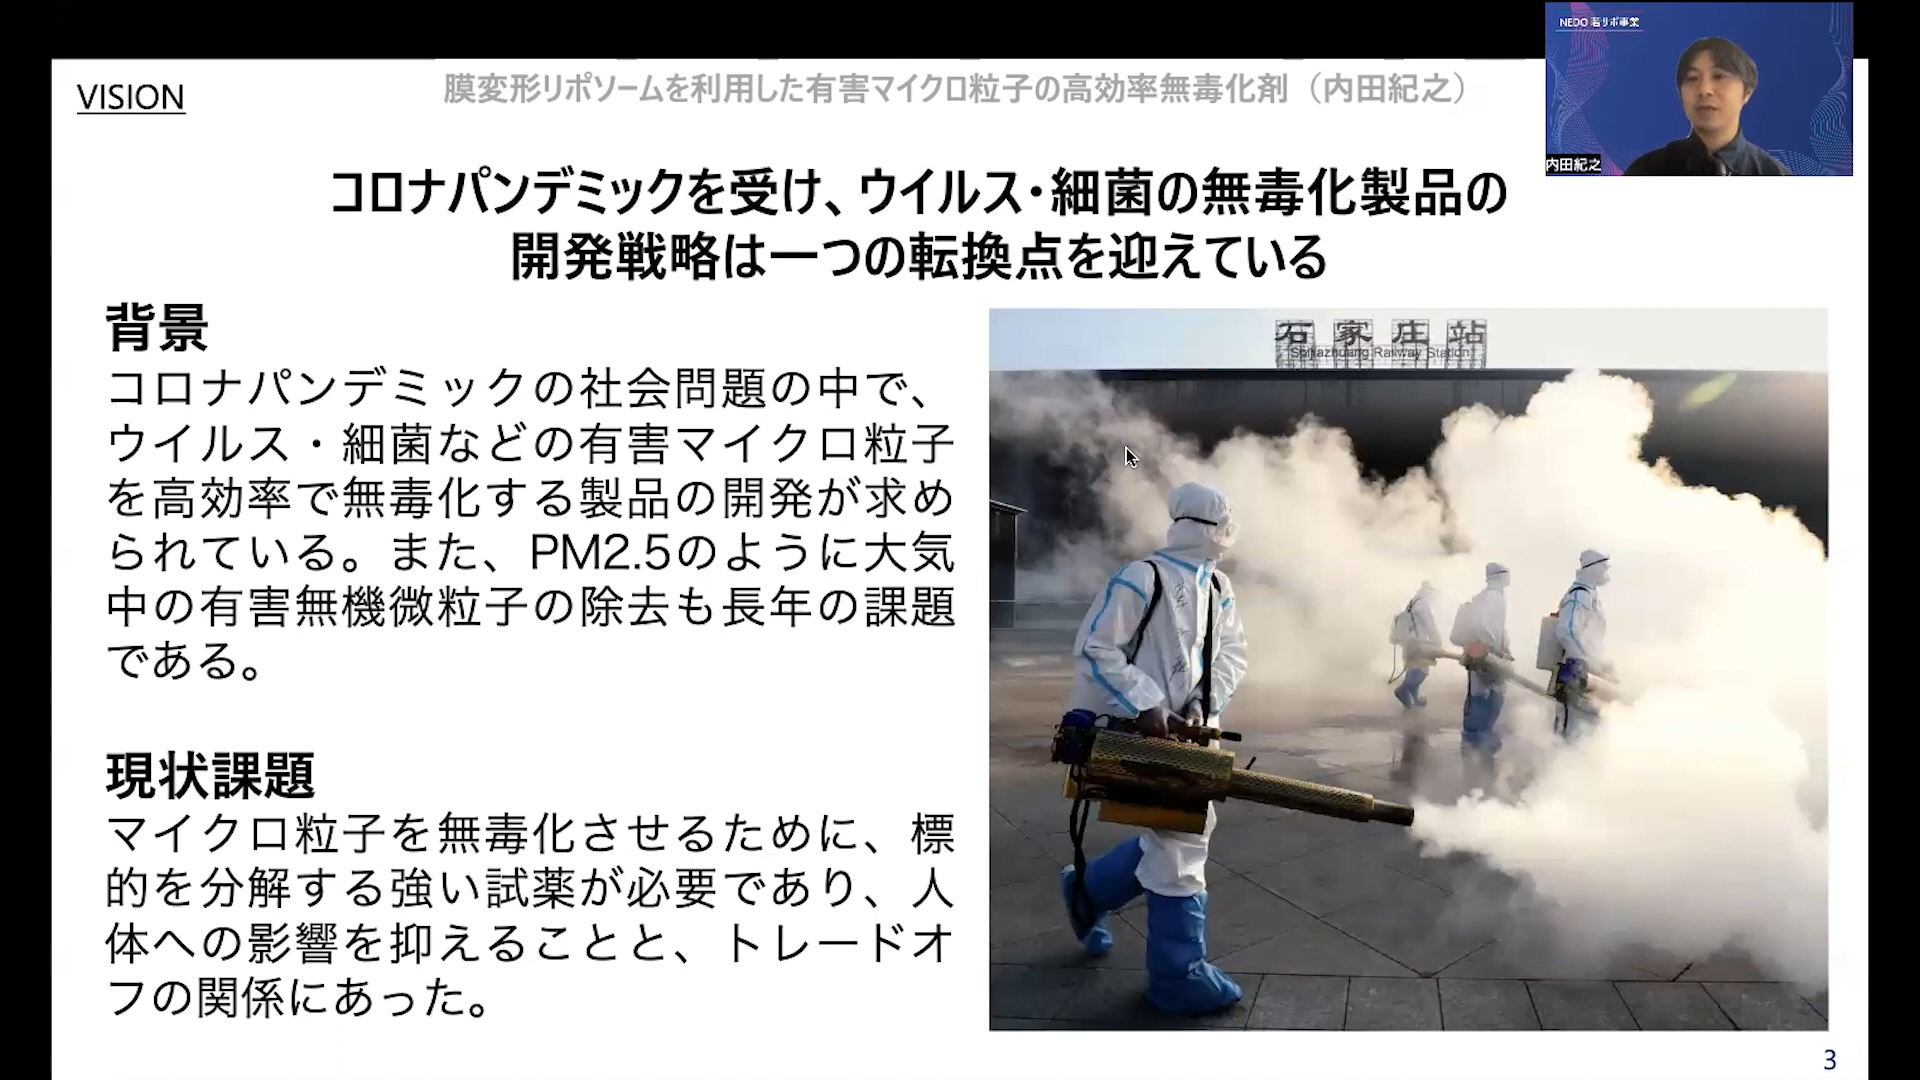 VISION
膜変形リポソームを利用した有害マイクロ粒子の高効率無毒化剤（内田紀之）
NEDO 若サポ事業
内田紀之
コロナパンデミックを受け、ウイルス・細菌の無毒化製品の
開発戦略は一つの転換点を迎えている
背景
コロナパンデミックの社会問題の中で、
ウイルス・細菌などの有害マイクロ粒子
を高効率で無毒化する製品の開発が求め
られている。また、PM2.5のように大気
中の有害無機微粒子の除去も長年の課題
である。
現状課題
マイクロ粒子を無毒化させるために、標
的を分解する強い試薬が必要であり、人
体への影響を抑えることと、トレードオ
フの関係にあった。
石家庄站
Shijiazhuang Railway Station
3